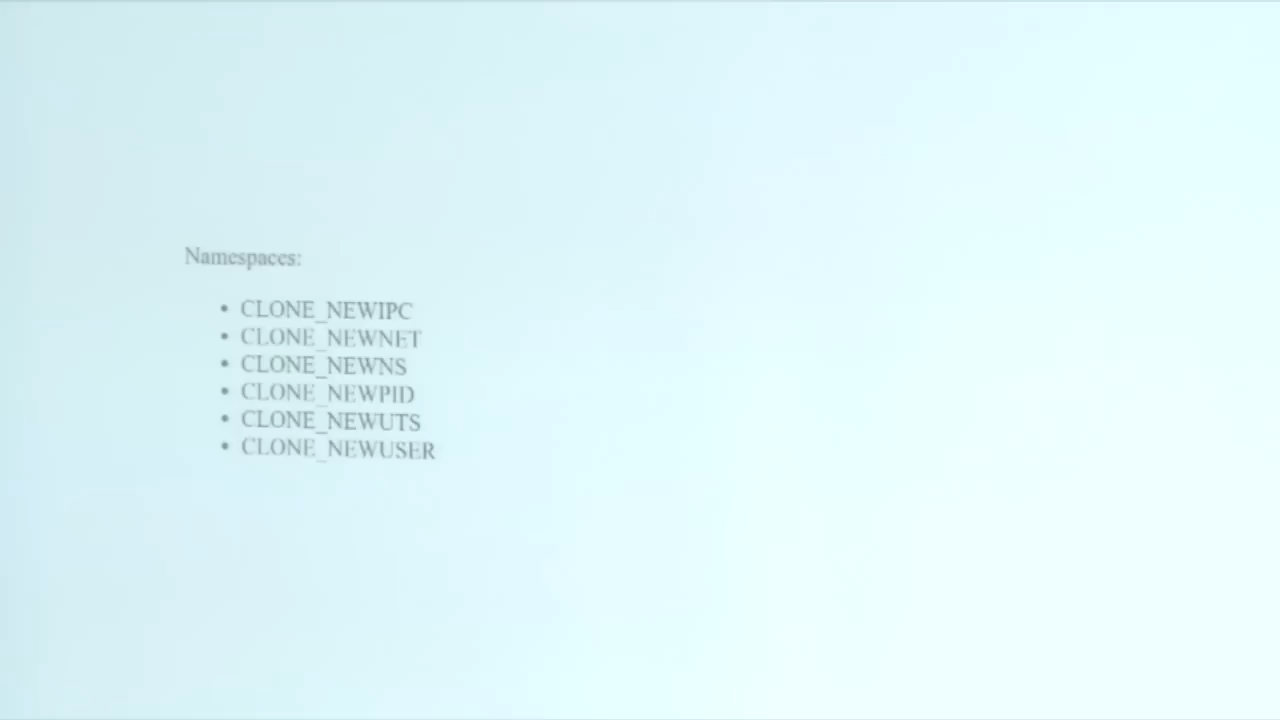 Namespaces:
• CLONE_NEWIPC
• CLONE_NEWNET
• CLONE_NEWNS
• CLONE_NEWPID
• CLONE_NEWUTS
• CLONE_NEWUSER